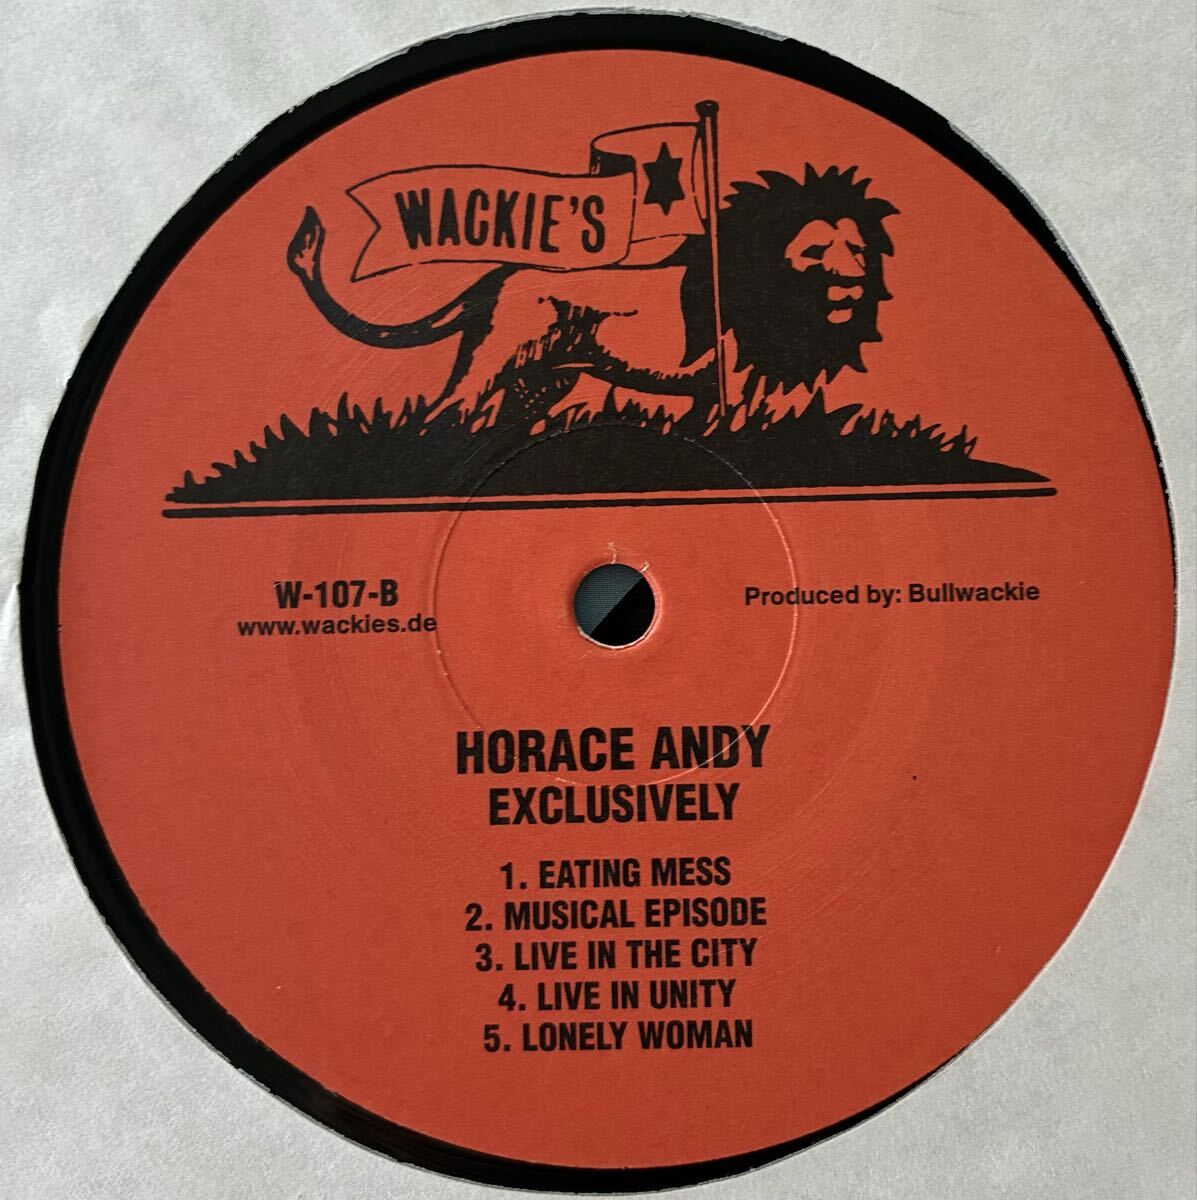 WACKIE'S
W-107-B
www.wackies.de
Produced by: Bullwackie
HORACE ANDY
EXCLUSIVELY
1. EATING MESS
2. MUSICAL EPISODE
3. LIVE IN THE CITY
4. LIVE IN UNITY
5. LONELY WOMAN